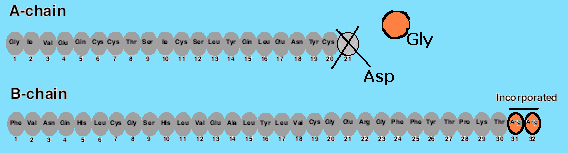 A-chain
Gly
Gly Ie Val Glu Gln Cys Cys Thr Ser Ie Cys Ser Leu Tyr Gln Leu Glu Asn Tyr Cys
1 2 3 4 5 6 7 8 9 10 11 12 13 14 15 16 17 18 19 20 21
Asp
B-chain
Incorporated
Phe Val Asn Gln His Leu Cys Gly Ser His Leu Val Glu Ala Leu Tyr Leu Val Cys Gly Glu Arg Gly Phe Phe Tyr Thr Pro Lys Thr Arg Arg
1 2 3 4 5 6 7 8 9 10 11 12 13 14 15 16 17 18 19 20 21 22 23 24 25 26 27 28 29 30 31 32